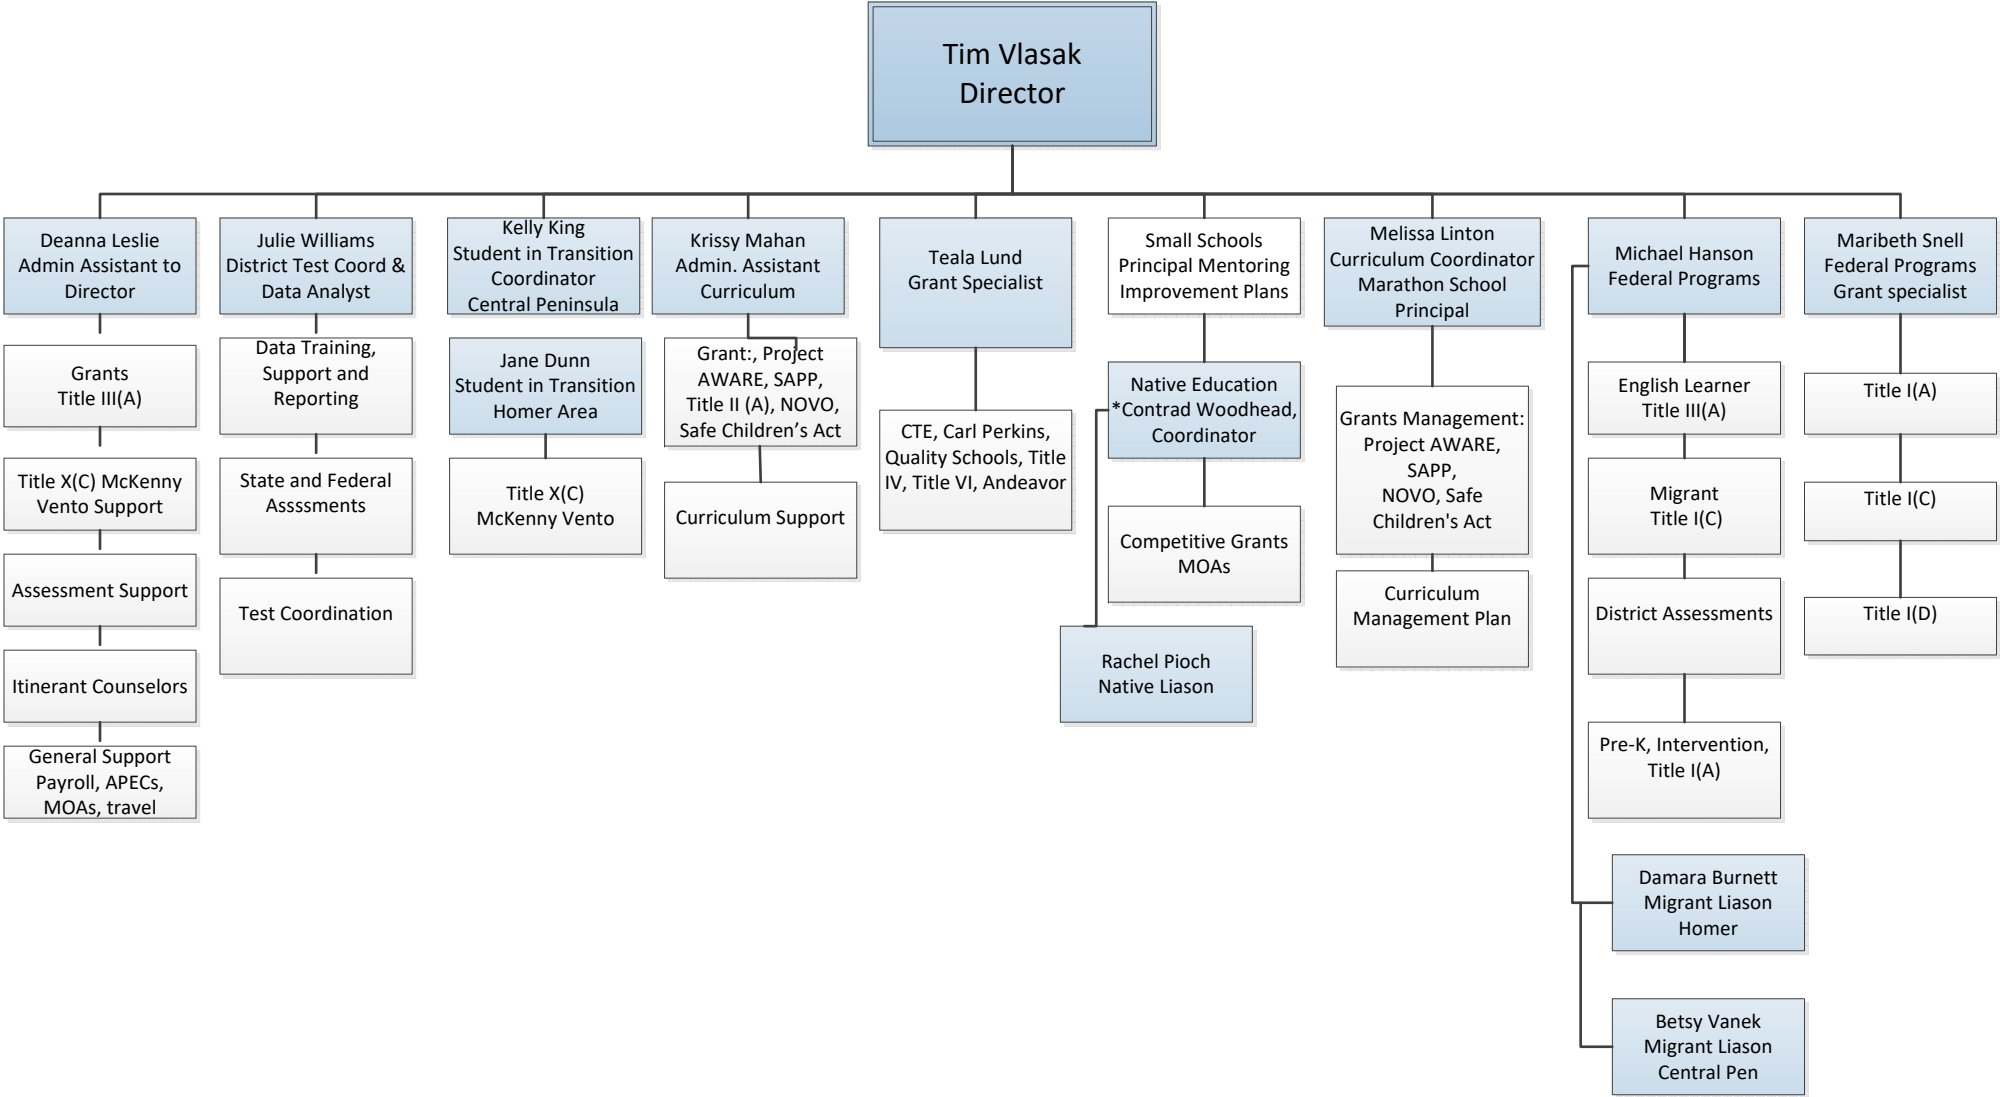 Tim Vlasak
Director
Deanna Leslie
Admin Assistant to
Director
Grants
Title III(A)
Title X(C) McKenny
Vento Support
Assessment Support
Itinerant Counselors
General Support
Payroll, APECs,
MOAs, travel
Julie Williams
District Test Coord &
Data Analyst
Data Training,
Support and
Reporting
State and Federal
Asssments
Test Coordination
Kelly King
Student in Transition
Coordinator
Central Peninsula
Jane Dunn
Student in Transition
Homer Area
Title X(C)
McKenny Vento
Krissy Mahan
Admin. Assistant
Curriculum
Grant:, Project
AWARE, SAPP,
Title II (A), NOVO,
Safe Children’s Act
Curriculum Support
Teala Lund
Grant Specialist
CTE, Carl Perkins,
Quality Schools, Title
IV, Title VI, Andeavor
Small Schools
Principal Mentoring
Improvement Plans
Native Education
*Contrad Woodhead,
Coordinator
Competitive Grants
MOAs
Rachel Pioch
Native Liason
Melissa Linton
Curriculum Coordinator
Marathon School
Principal
Grants Management:
Project AWARE,
SAPP,
NOVO, Safe
Children's Act
Curriculum
Management Plan
Michael Hanson
Federal Programs
English Learner
Title III(A)
Migrant
Title I(C)
District Assessments
Pre-K, Intervention,
Title I(A)
Damara Burnett
Migrant Liason
Homer
Betsy Vanek
Migrant Liason
Central Pen
Maribeth Snell
Federal Programs
Grant specialist
Title I(A)
Title I(C)
Title I(D)